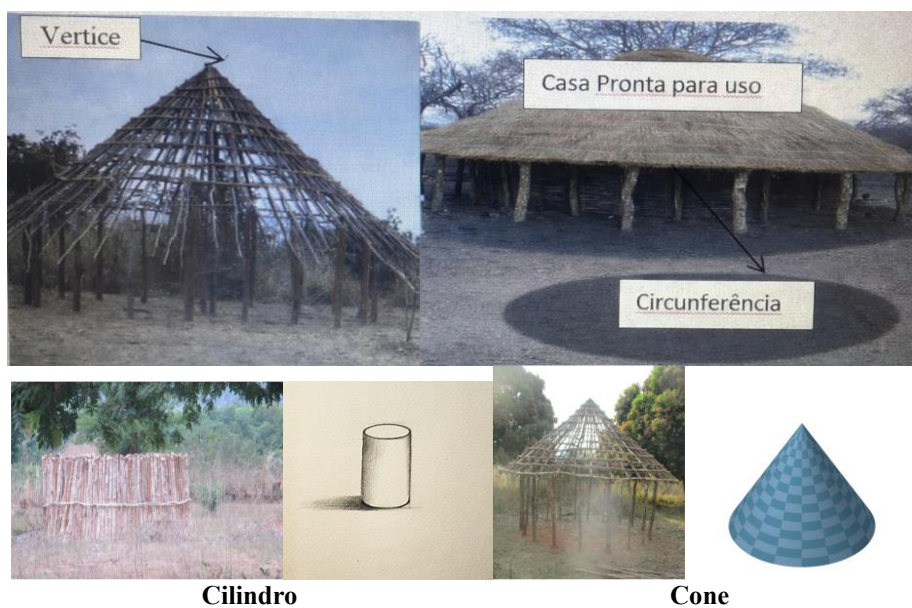 Vertice
Casa Pronta para uso
Circunferência
Cilindro
Cone